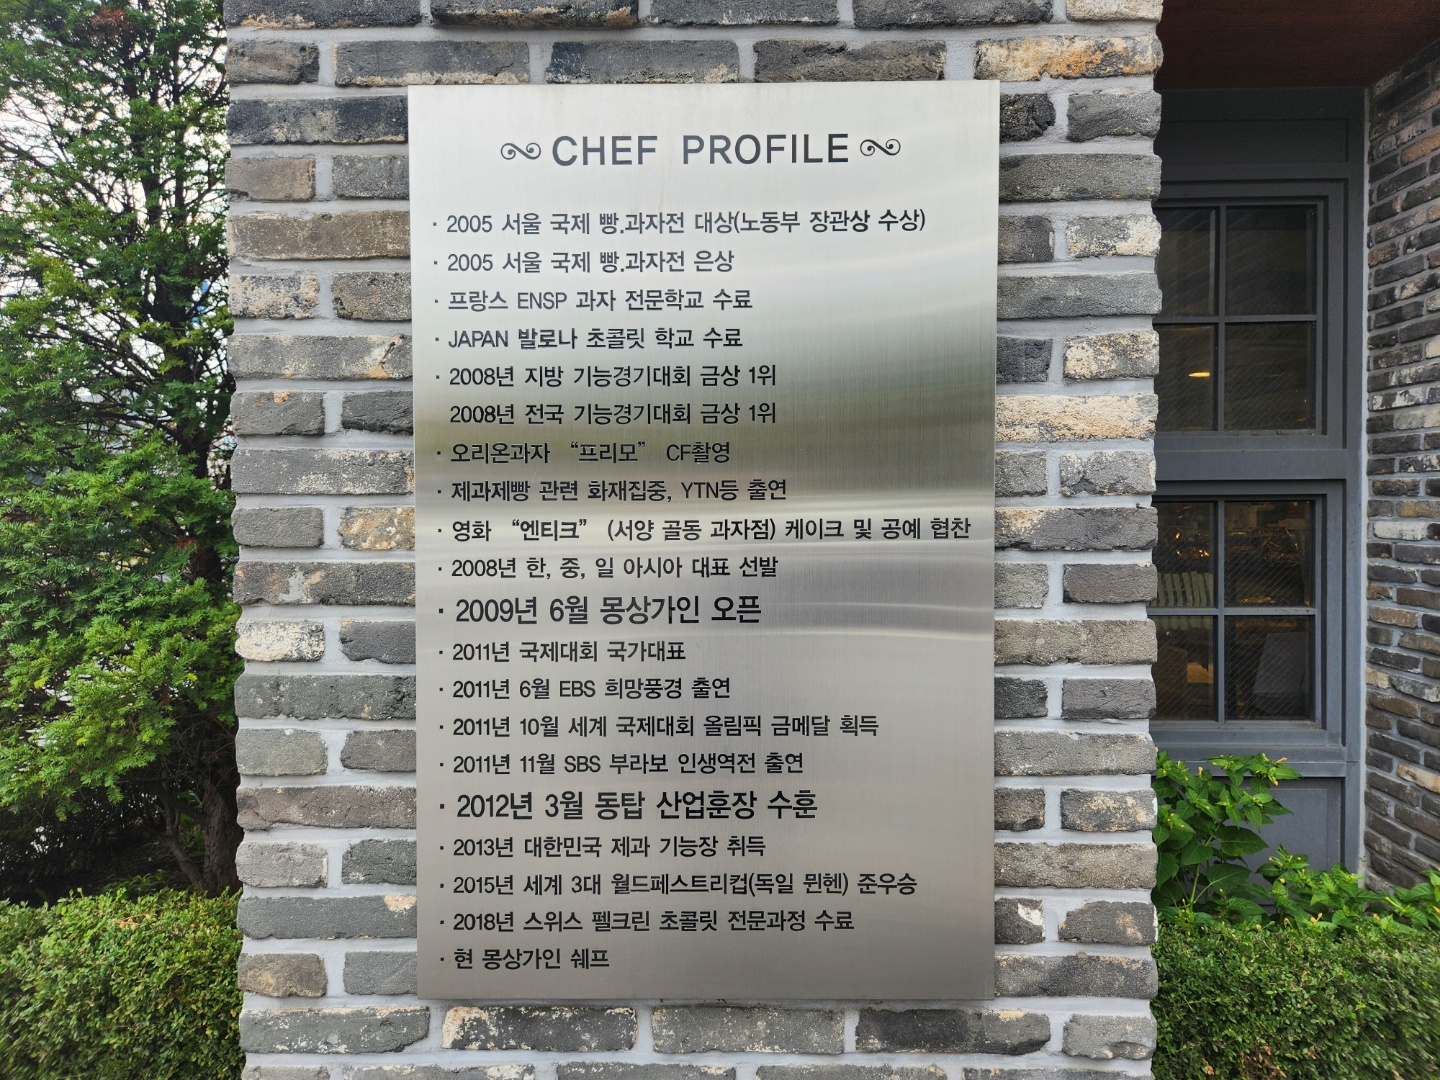 CHEF PROFILE
· 2005 서울 국제 빵.과자전 대상(노동부 장관상 수상)
· 2005 서울 국제 빵.과자전 은상
· 프랑스 ENSP 과자 전문학교 수료
· JAPAN 발로나 초콜릿 학교 수료
· 2008년 지방 기능경기대회 금상 1위
2008년 전국 기능경기대회 금상 1위
· 오리온과자 “프리모” CF촬영
· 제과제빵 관련 화재집중, YTN등 출연
· 영화 “엔티크” (서양 골동 과자점) 케이크 및 공예 협찬
· 2008년 한, 중, 일 아시아 대표 선발
· 2009년 6월 몽상가인 오픈
· 2011년 국제대회 국가대표
· 2011년 6월 EBS 희망풍경 출연
· 2011년 10월 세계 국제대회 올림픽 금메달 획득
· 2011년 11월 SBS 부라보 인생역전 출연
· 2012년 3월 동탑 산업훈장 수훈
· 2013년 대한민국 제과 기능장 취득
· 2015년 세계 3대 월드페스트리컵(독일 뮌헨) 준우승
· 2018년 스위스 펠크린 초콜릿 전문과정 수료
· 현 몽상가인 쉐프